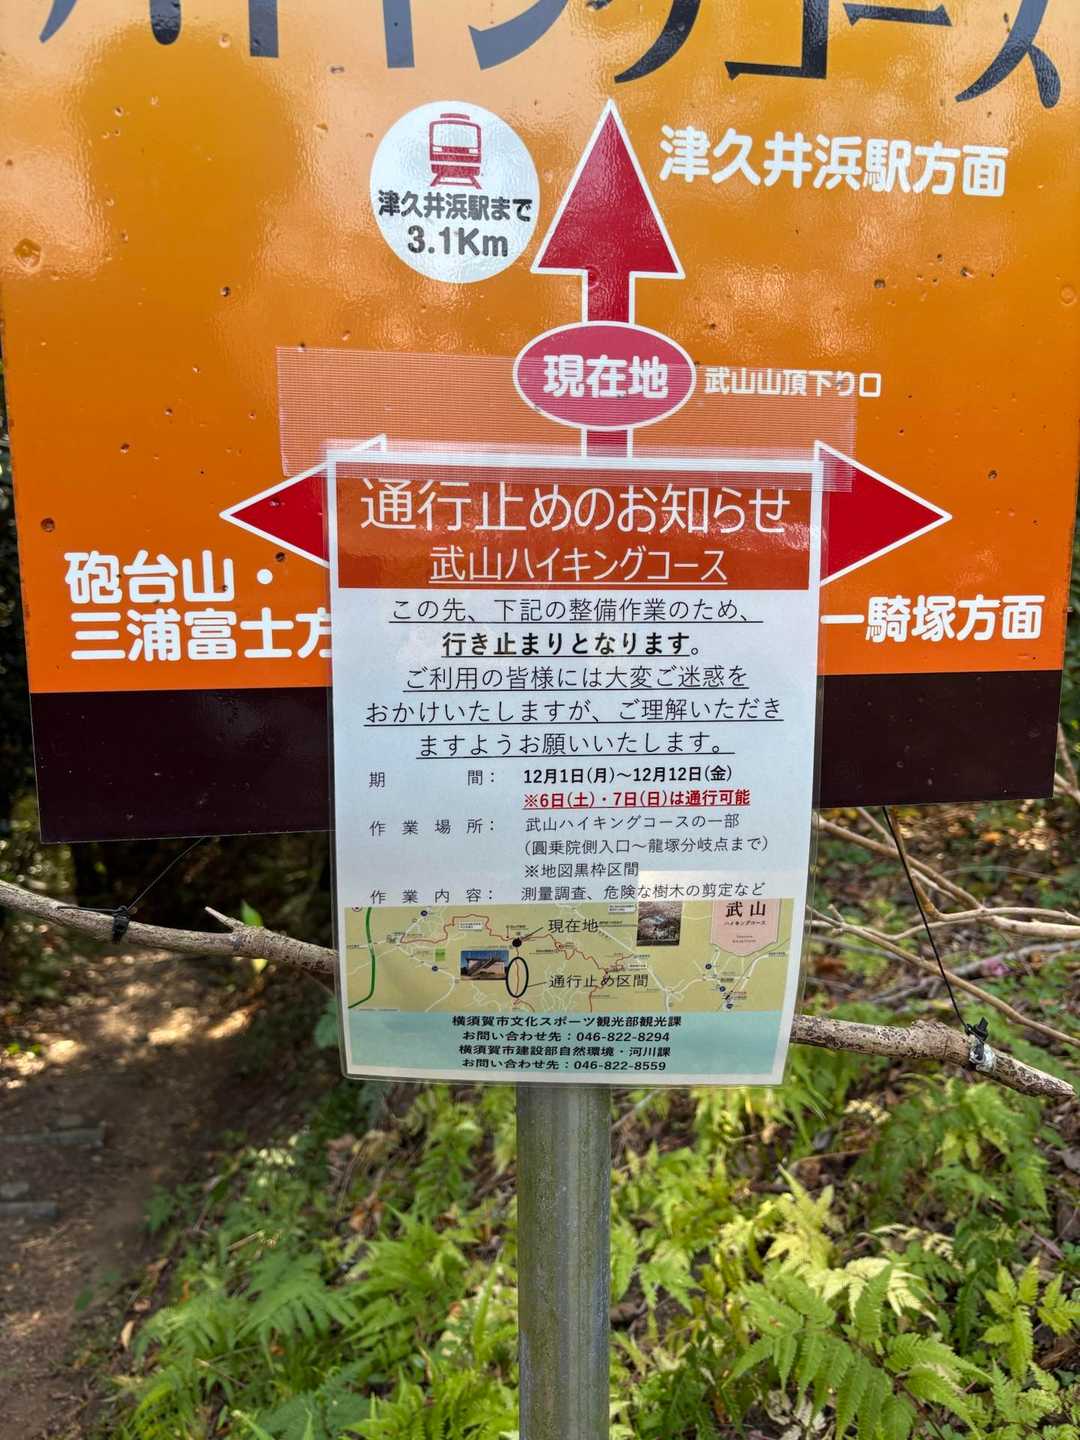 ハイキングコース
津久井浜駅方面
津久井浜駅まで
3.1Km
現在地
武山山頂下り口
砲台山・
三浦富士方
一騎塚方面
通行止めのお知らせ
武山ハイキングコース
この先、下記の整備作業のため、
行き止まりとなります。
ご利用の皆様には大変ご迷惑を
おかけいたしますが、ご理解いただき
ますようお願いいたします。
期　　　間： 12月1日(月)～12月12日(金)
※6日(土)・7日(日)は通行可能
作業場所： 武山ハイキングコースの一部
(圓乗院側入口～龍塚分岐点まで)
※地図黒枠区間
作業内容： 測量調査、危険な樹木の剪定など
武山
ハイキングコース
現在地
通行止め区間
横須賀市文化スポーツ観光部観光課
お問い合わせ先：046-822-8294
横須賀市建設部自然環境・河川課
お問い合わせ先：046-822-8559